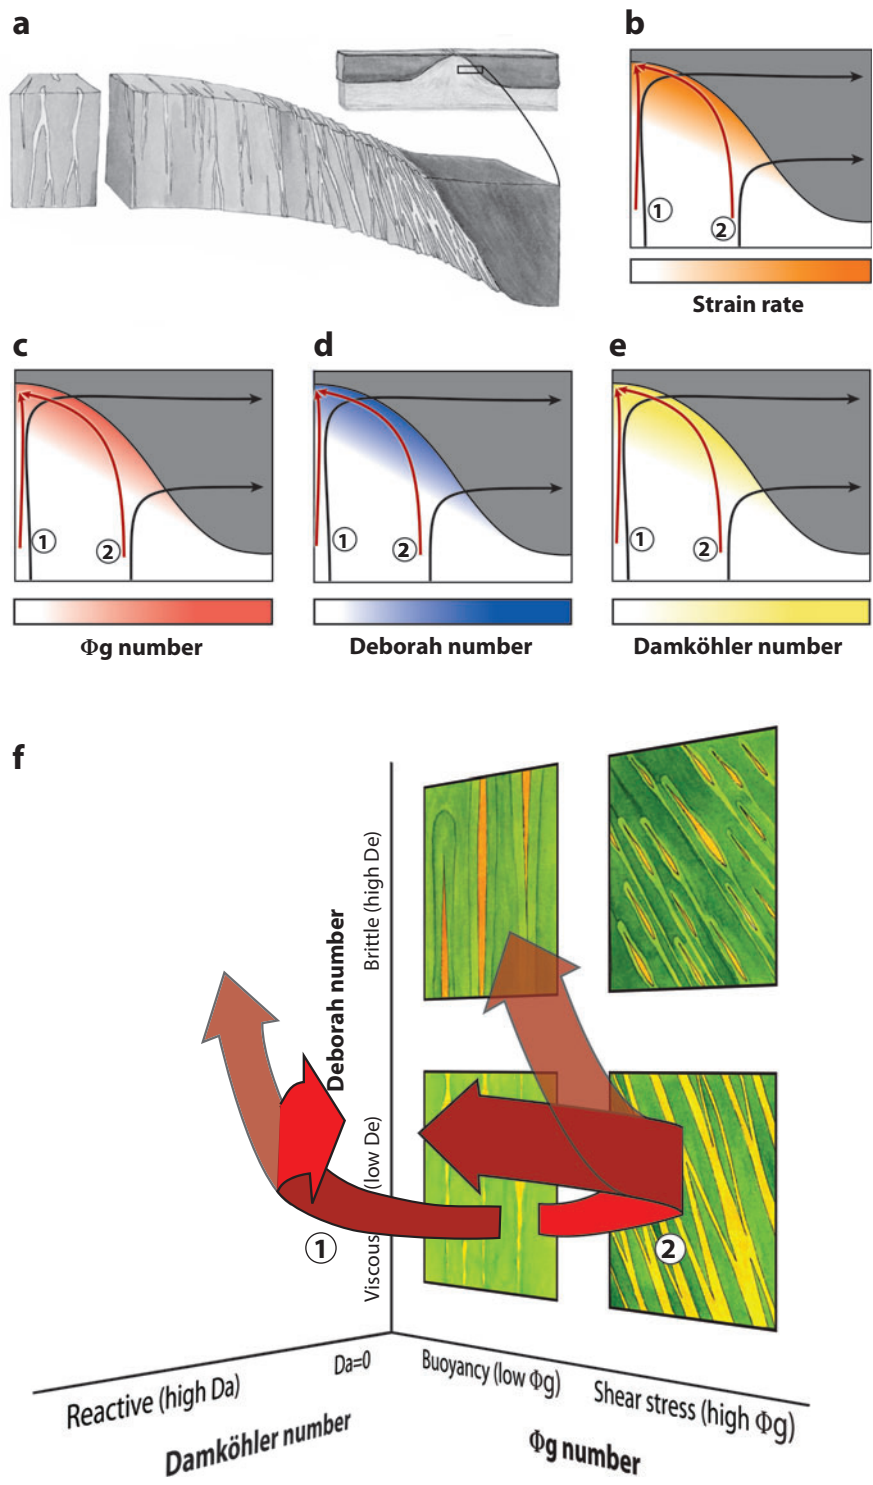 a
b
1
2
Strain rate
c
d
e
1
2
1
2
1
2
Φg number
Deborah number
Damköhler number
f
Brittle (high De)
Deborah number
Viscous (low De)
1
2
Da=0
Reactive (high Da)
Damköhler number
Buoyancy (low Φg)
Shear stress (high Φg)
Φg number